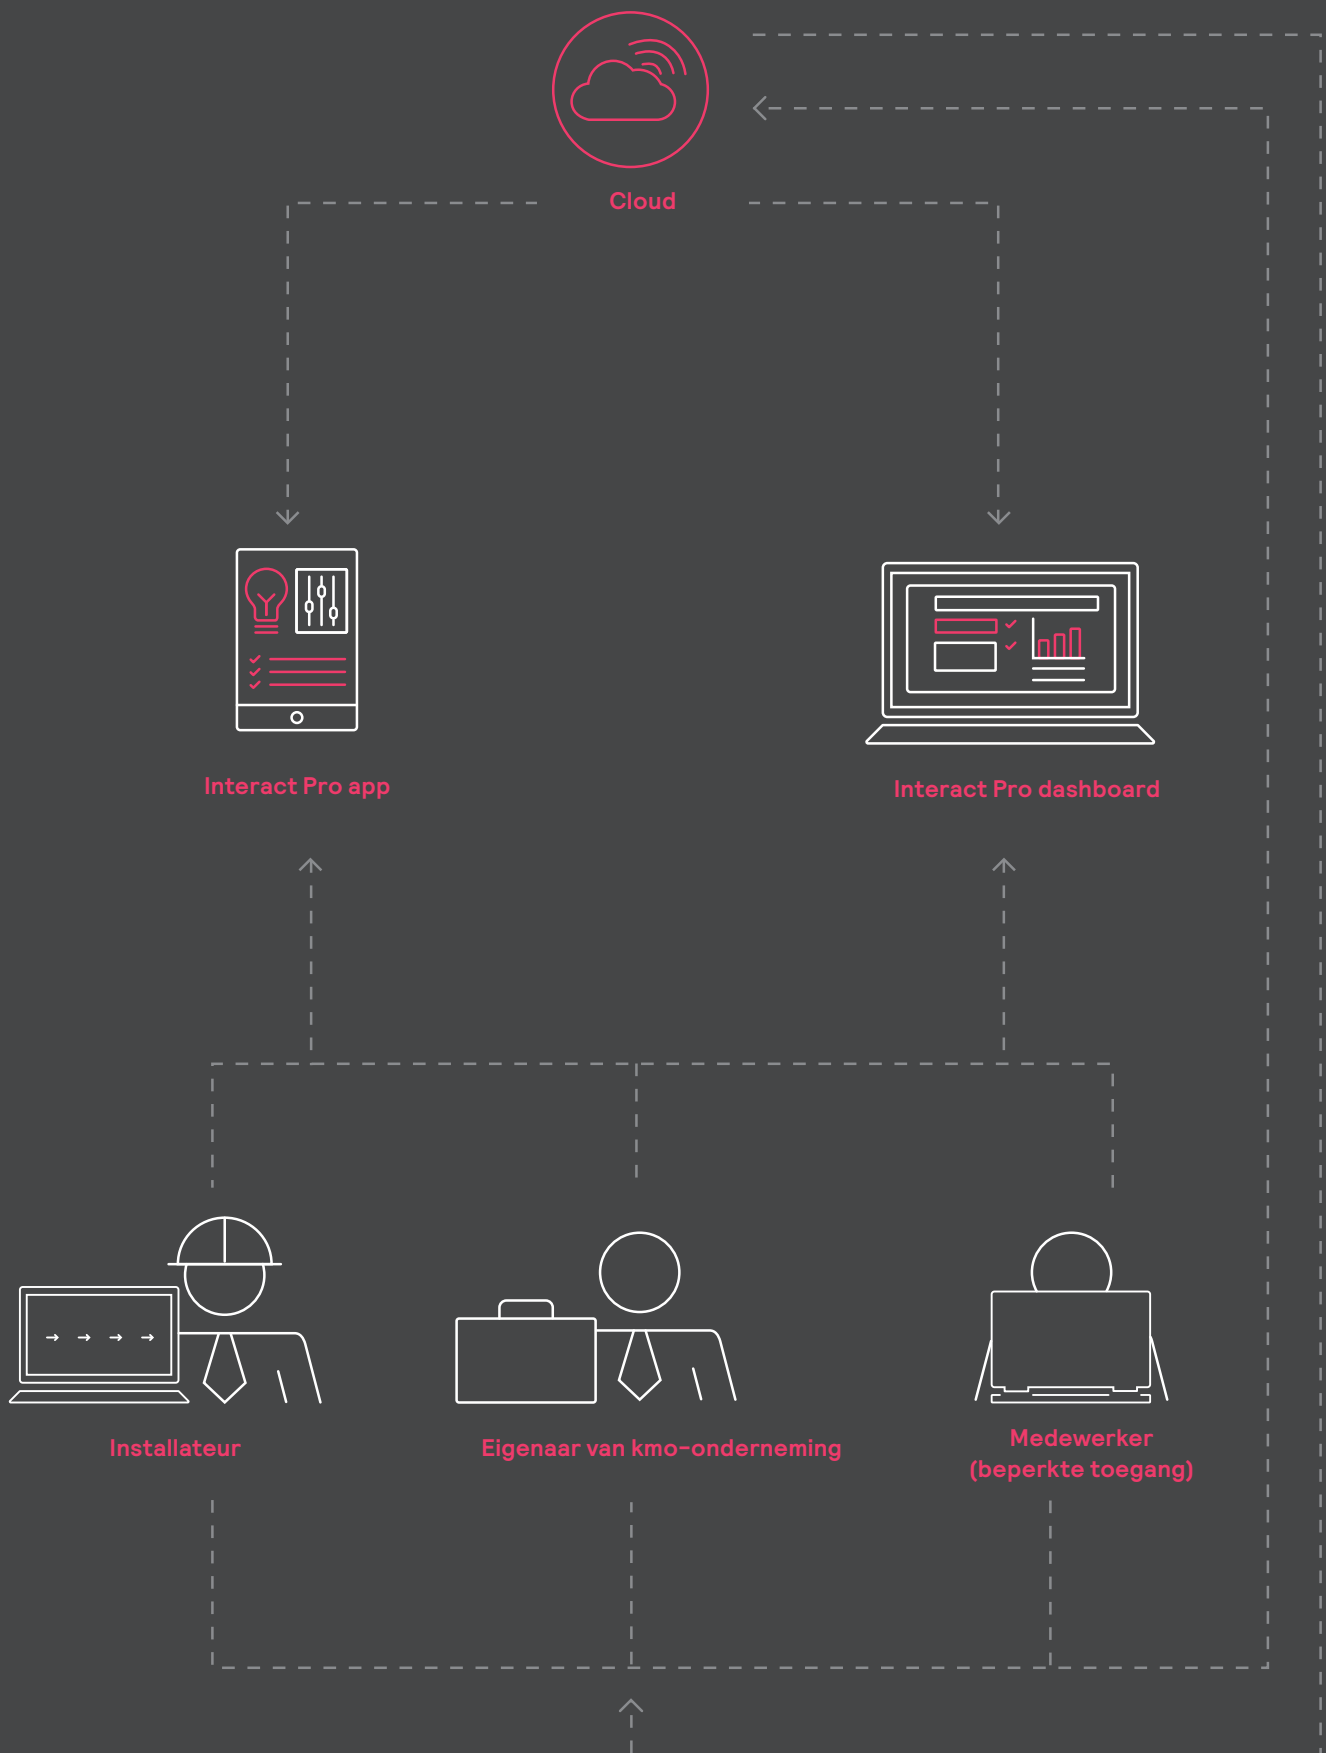 Cloud
Interact Pro app
Interact Pro dashboard
Installateur
Eigenaar van kmo-onderneming
Medewerker
(beperkte toegang)